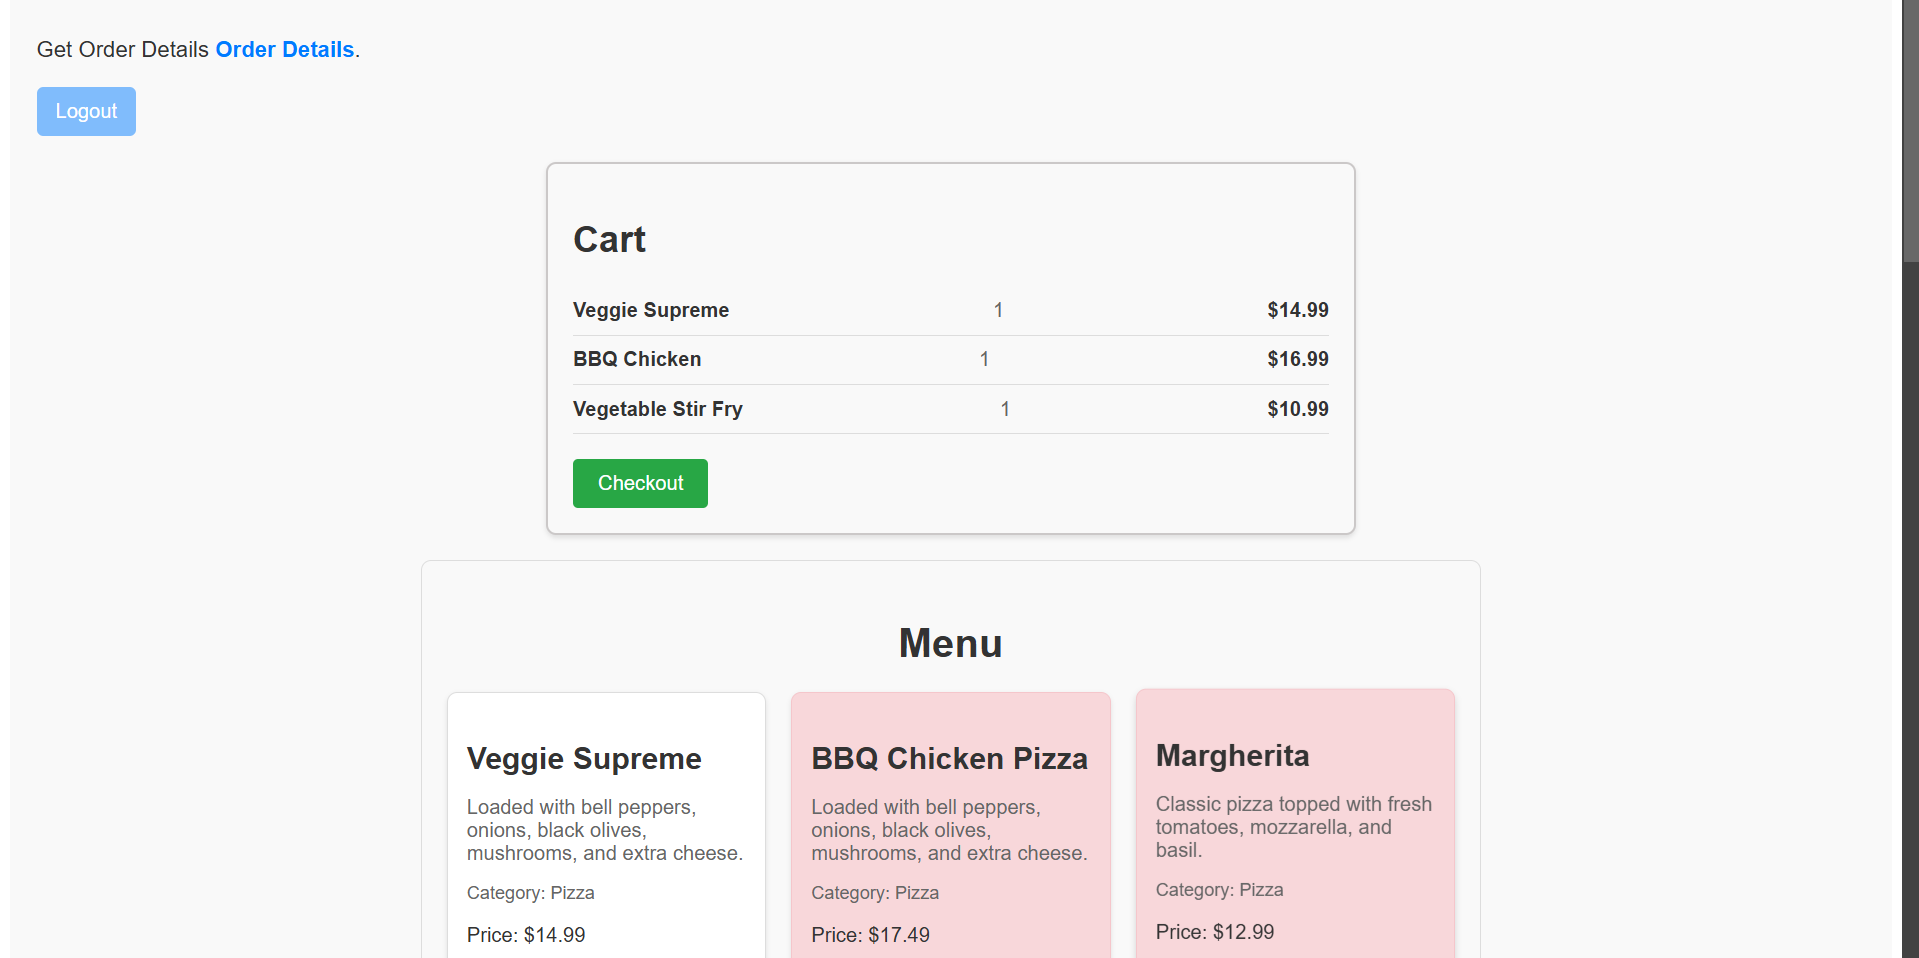 Get Order Details Order Details.
Logout
Cart
Veggie Supreme 1 $14.99
BBQ Chicken 1 $16.99
Vegetable Stir Fry 1 $10.99
Checkout
Menu
Veggie Supreme
Loaded with bell peppers,
onions, black olives,
mushrooms, and extra cheese.
Category: Pizza
Price: $14.99
BBQ Chicken Pizza
Loaded with bell peppers,
onions, black olives,
mushrooms, and extra cheese.
Category: Pizza
Price: $17.49
Margherita
Classic pizza topped with fresh
tomatoes, mozzarella, and
basil.
Category: Pizza
Price: $12.99